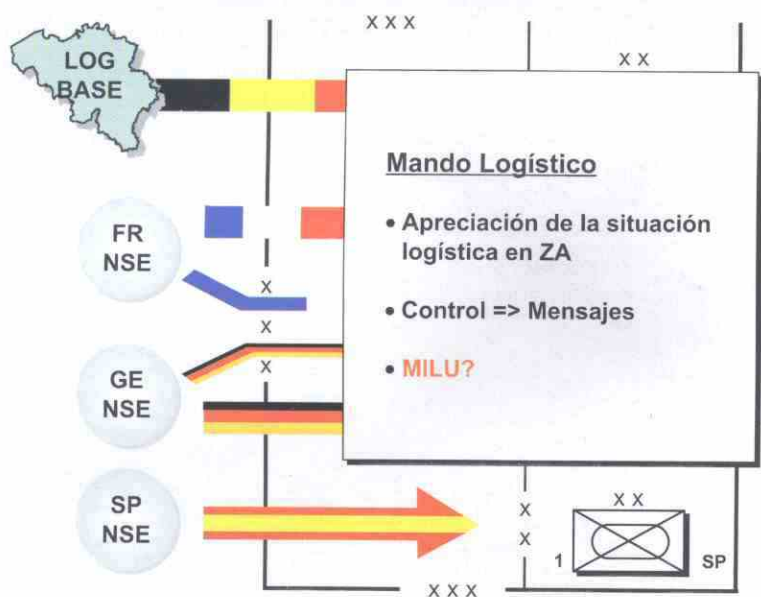 X X X
X X
LOG
BASE
Mando Logístico
• Apreciación de la situación
logística en ZA
• Control => Mensajes
• MILU?
FR
NSE
X
X
X
GE
NSE
SP
NSE
X
X
X X
1
SP
X X X